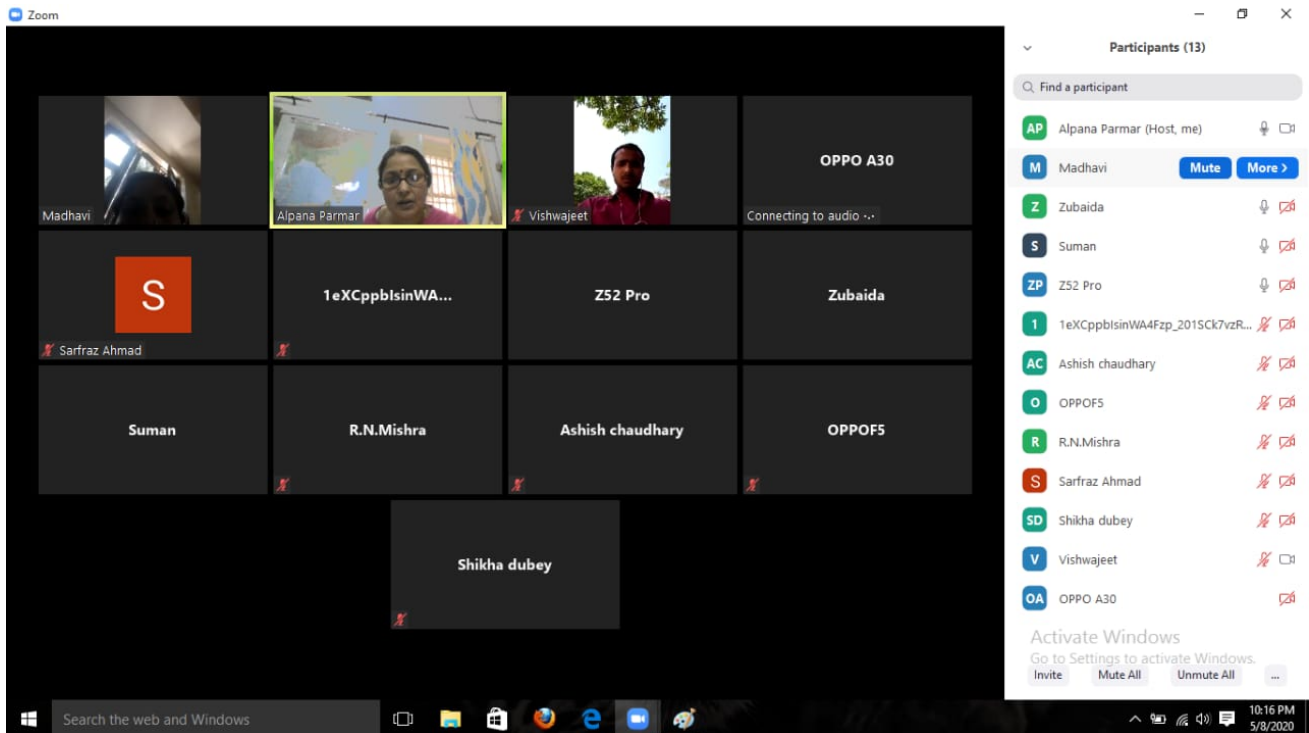 Zoom
Participants (13)
Find a participant
Madhavi
Alpana Parmar
Vishwajeet
OPPO A30
Connecting to audio
S
Sarfraz Ahmad
1eXCppbIsinWA...
Z52 Pro
Zubaida
Suman
R.N.Mishra
Ashish chaudhary
OPPOF5
Shikha dubey
AP Alpana Parmar (Host, me)
M Madhavi Mute More >
Z Zubaida
S Suman
ZP Z52 Pro
1 1eXCppbIsinWA4Fzp_201SCk7vzR...
AC Ashish chaudhary
O OPPOF5
R R.N.Mishra
S Sarfraz Ahmad
SD Shikha dubey
V Vishwajeet
OA OPPO A30
Activate Windows
Go to Settings to activate Windows.
Invite Mute All Unmute All ...
Search the web and Windows
10:16 PM
5/8/2020